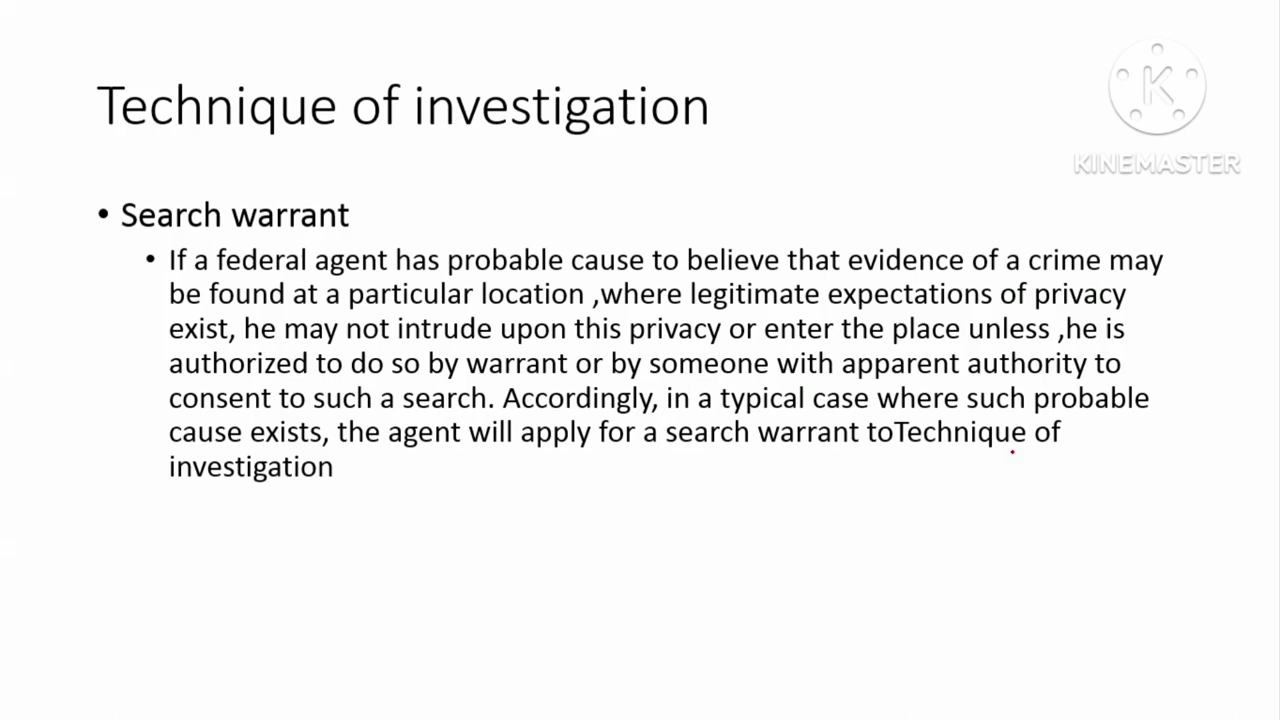 Technique of investigation
K
KINEMASTER
• Search warrant
• If a federal agent has probable cause to believe that evidence of a crime may
be found at a particular location ,where legitimate expectations of privacy
exist, he may not intrude upon this privacy or enter the place unless ,he is
authorized to do so by warrant or by someone with apparent authority to
consent to such a search. Accordingly, in a typical case where such probable
cause exists, the agent will apply for a search warrant toTechnique of
investigation